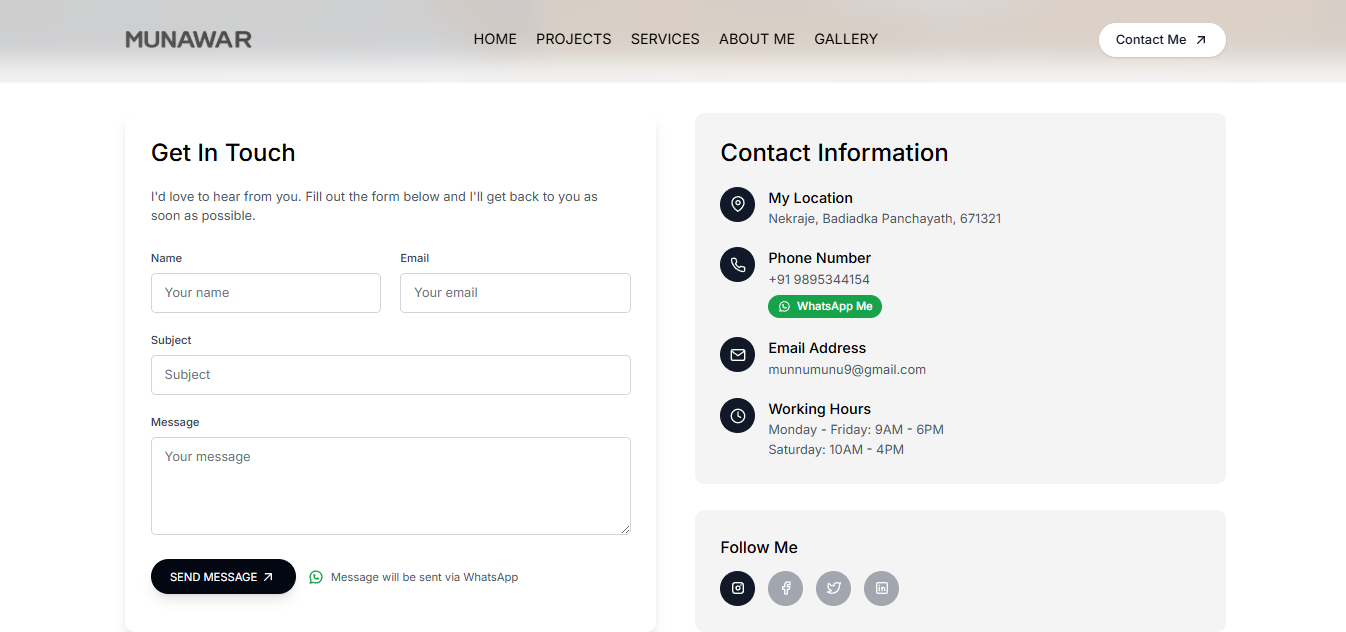 MUNAWAR
HOME PROJECTS SERVICES ABOUT ME GALLERY
Contact Me
Get In Touch
I'd love to hear from you. Fill out the form below and I'll get back to you as
soon as possible.
Name Email
Your name Your email
Subject
Subject
Message
Your message
SEND MESSAGE
Message will be sent via WhatsApp
Contact Information
My Location
Nekraje, Badiadka Panchayath, 671321
Phone Number
+91 9895344154
WhatsApp Me
Email Address
munnumunu9@gmail.com
Working Hours
Monday - Friday: 9AM - 6PM
Saturday: 10AM - 4PM
Follow Me